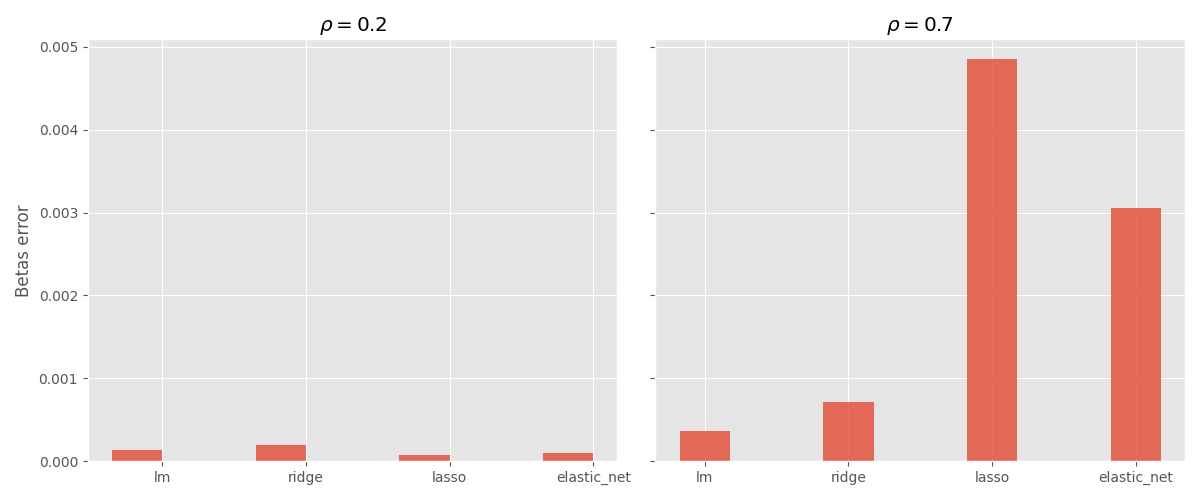 ρ = 0.2
ρ = 0.7
0.005
0.004
0.003
0.002
0.001
0.000
Betas error
lm ridge lasso elastic_net
lm ridge lasso elastic_net